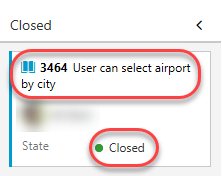 Closed
3464 User can select airport
by city
State Closed